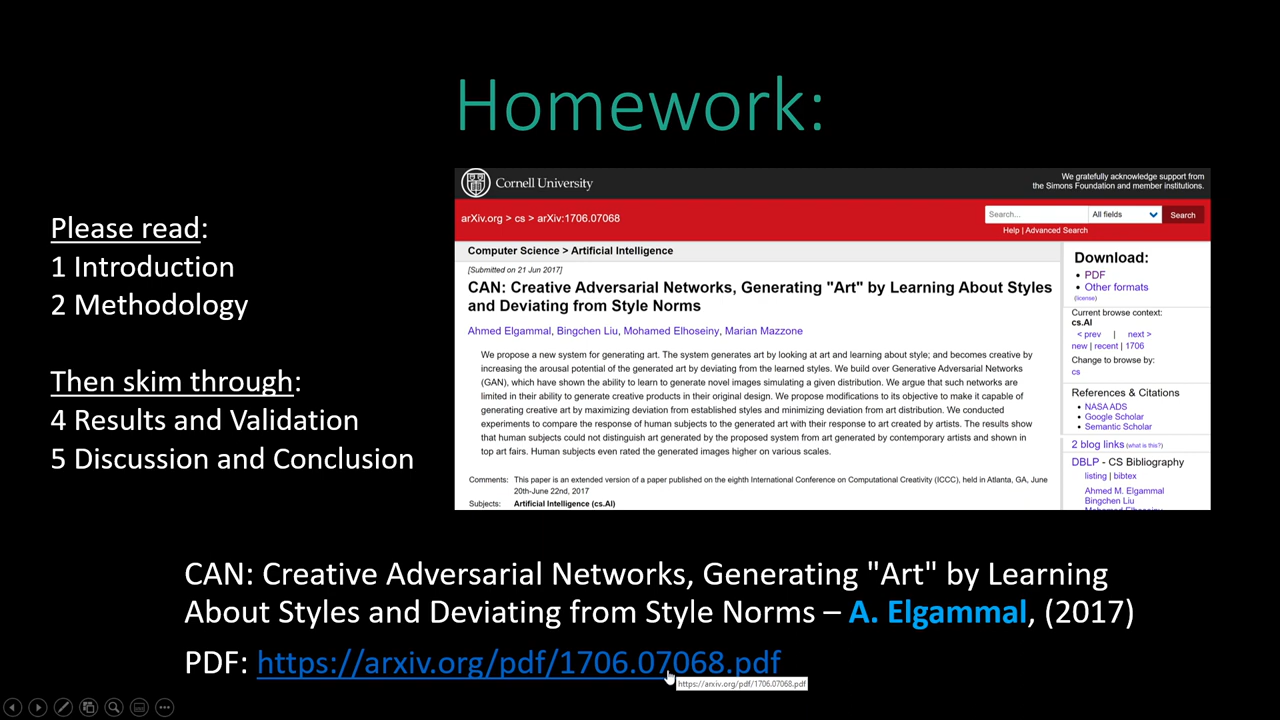 Homework:
Please read:
1 Introduction
2 Methodology
Then skim through:
4 Results and Validation
5 Discussion and Conclusion
Cornell University
We gratefully acknowledge support from
the Simons Foundation and member institutions.
arXiv.org > cs > arXiv:1706.07068
Search...
All fields
Search
Help | Advanced Search
Computer Science > Artificial Intelligence
[Submitted on 21 Jun 2017]
CAN: Creative Adversarial Networks, Generating "Art" by Learning About Styles
and Deviating from Style Norms
Ahmed Elgammal, Bingchen Liu, Mohamed Elhoseiny, Marian Mazzone
We propose a new system for generating art. The system generates art by looking at art and learning about style; and becomes creative by
increasing the arousal potential of the generated art by deviating from the learned styles. We build over Generative Adversarial Networks
(GAN), which have shown the ability to learn to generate novel images simulating a given distribution. We argue that such networks are
limited in their ability to generate creative products in their original design. We propose modifications to its objective to make it capable of
generating creative art by maximizing deviation from established styles and minimizing deviation from art distribution. We conducted
experiments to compare the response of human subjects to the generated art with their response to art created by artists. The results show
that human subjects could not distinguish art generated by the proposed system from art generated by contemporary artists and shown in
top art fairs. Human subjects even rated the generated images higher on various scales.
Comments: This paper is an extended version of a paper published on the eighth International Conference on Computational Creativity (ICCC), held in Atlanta, GA, June
20th-June 22nd, 2017
Subjects: Artificial Intelligence (cs.AI)
Download:
• PDF
• Other formats
(license)
Current browse context:
cs.AI
< prev | next >
new | recent | 1706
Change to browse by:
cs
References & Citations
• NASA ADS
• Google Scholar
• Semantic Scholar
2 blog links (what is this?)
DBLP - CS Bibliography
listing | bibtex
Ahmed M. Elgammal
Bingchen Liu
Mohamed Elhoseiny
CAN: Creative Adversarial Networks, Generating "Art" by Learning
About Styles and Deviating from Style Norms – A. Elgammal, (2017)
PDF: https://arxiv.org/pdf/1706.07068.pdf
https://arxiv.org/pdf/1706.07068.pdf